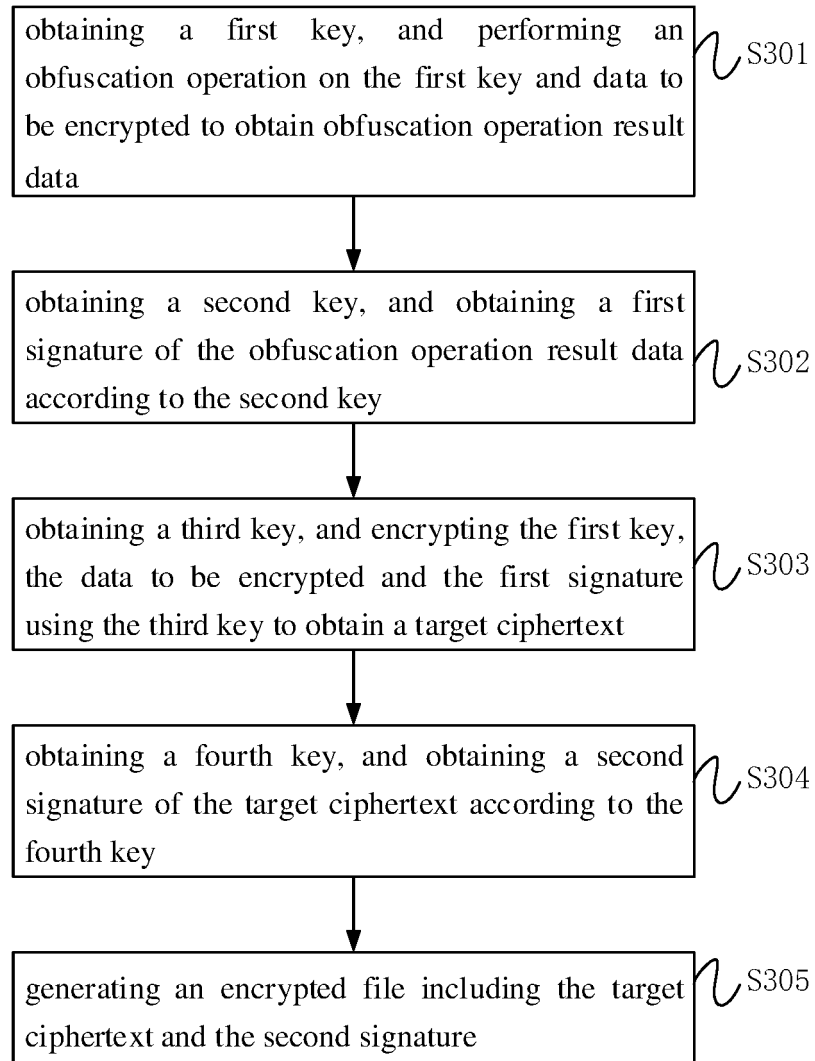 obtaining a first key, and performing an
obfuscation operation on the first key and data to
be encrypted to obtain obfuscation operation result
data
S301
obtaining a second key, and obtaining a first
signature of the obfuscation operation result data
according to the second key
S302
obtaining a third key, and encrypting the first key,
the data to be encrypted and the first signature
using the third key to obtain a target ciphertext
S303
obtaining a fourth key, and obtaining a second
signature of the target ciphertext according to the
fourth key
S304
generating an encrypted file including the target
ciphertext and the second signature
S305